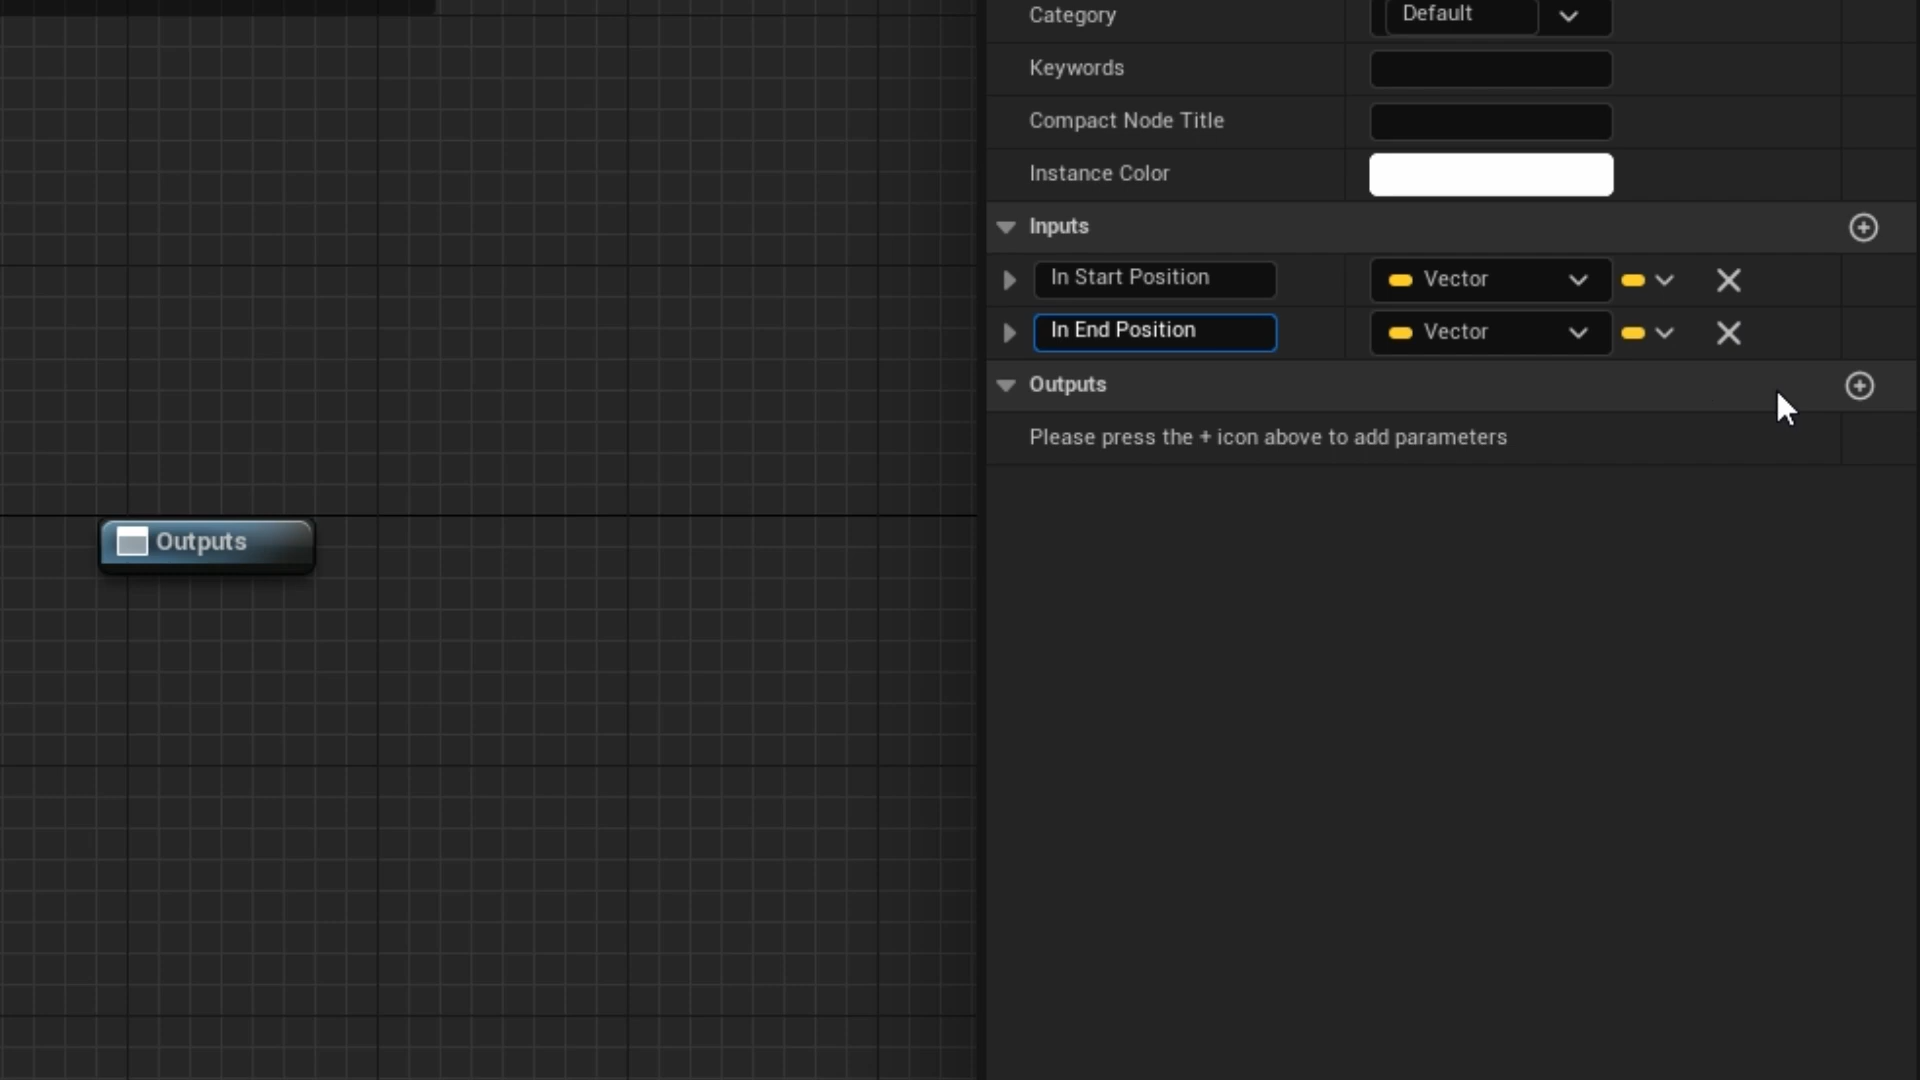 Category
Default
Keywords
Compact Node Title
Instance Color
Inputs
In Start Position
Vector
In End Position
Vector
Outputs
Please press the + icon above to add parameters
Outputs